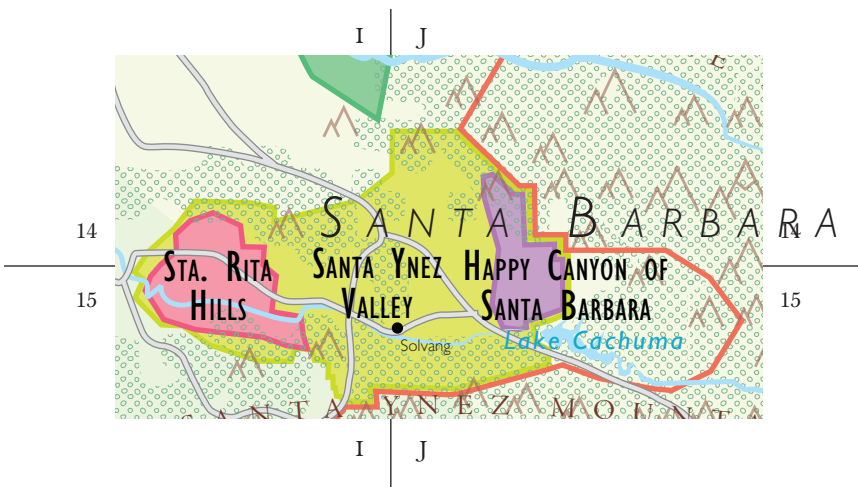 I J
E
SANTA BARBARA
14 14
STA. RITA HILLS
SANTA YNEZ VALLEY
HAPPY CANYON OF SANTA BARBARA
15 15
Lake Cachuma
Solvang
SANTA YNEZ MOUNTA
I J